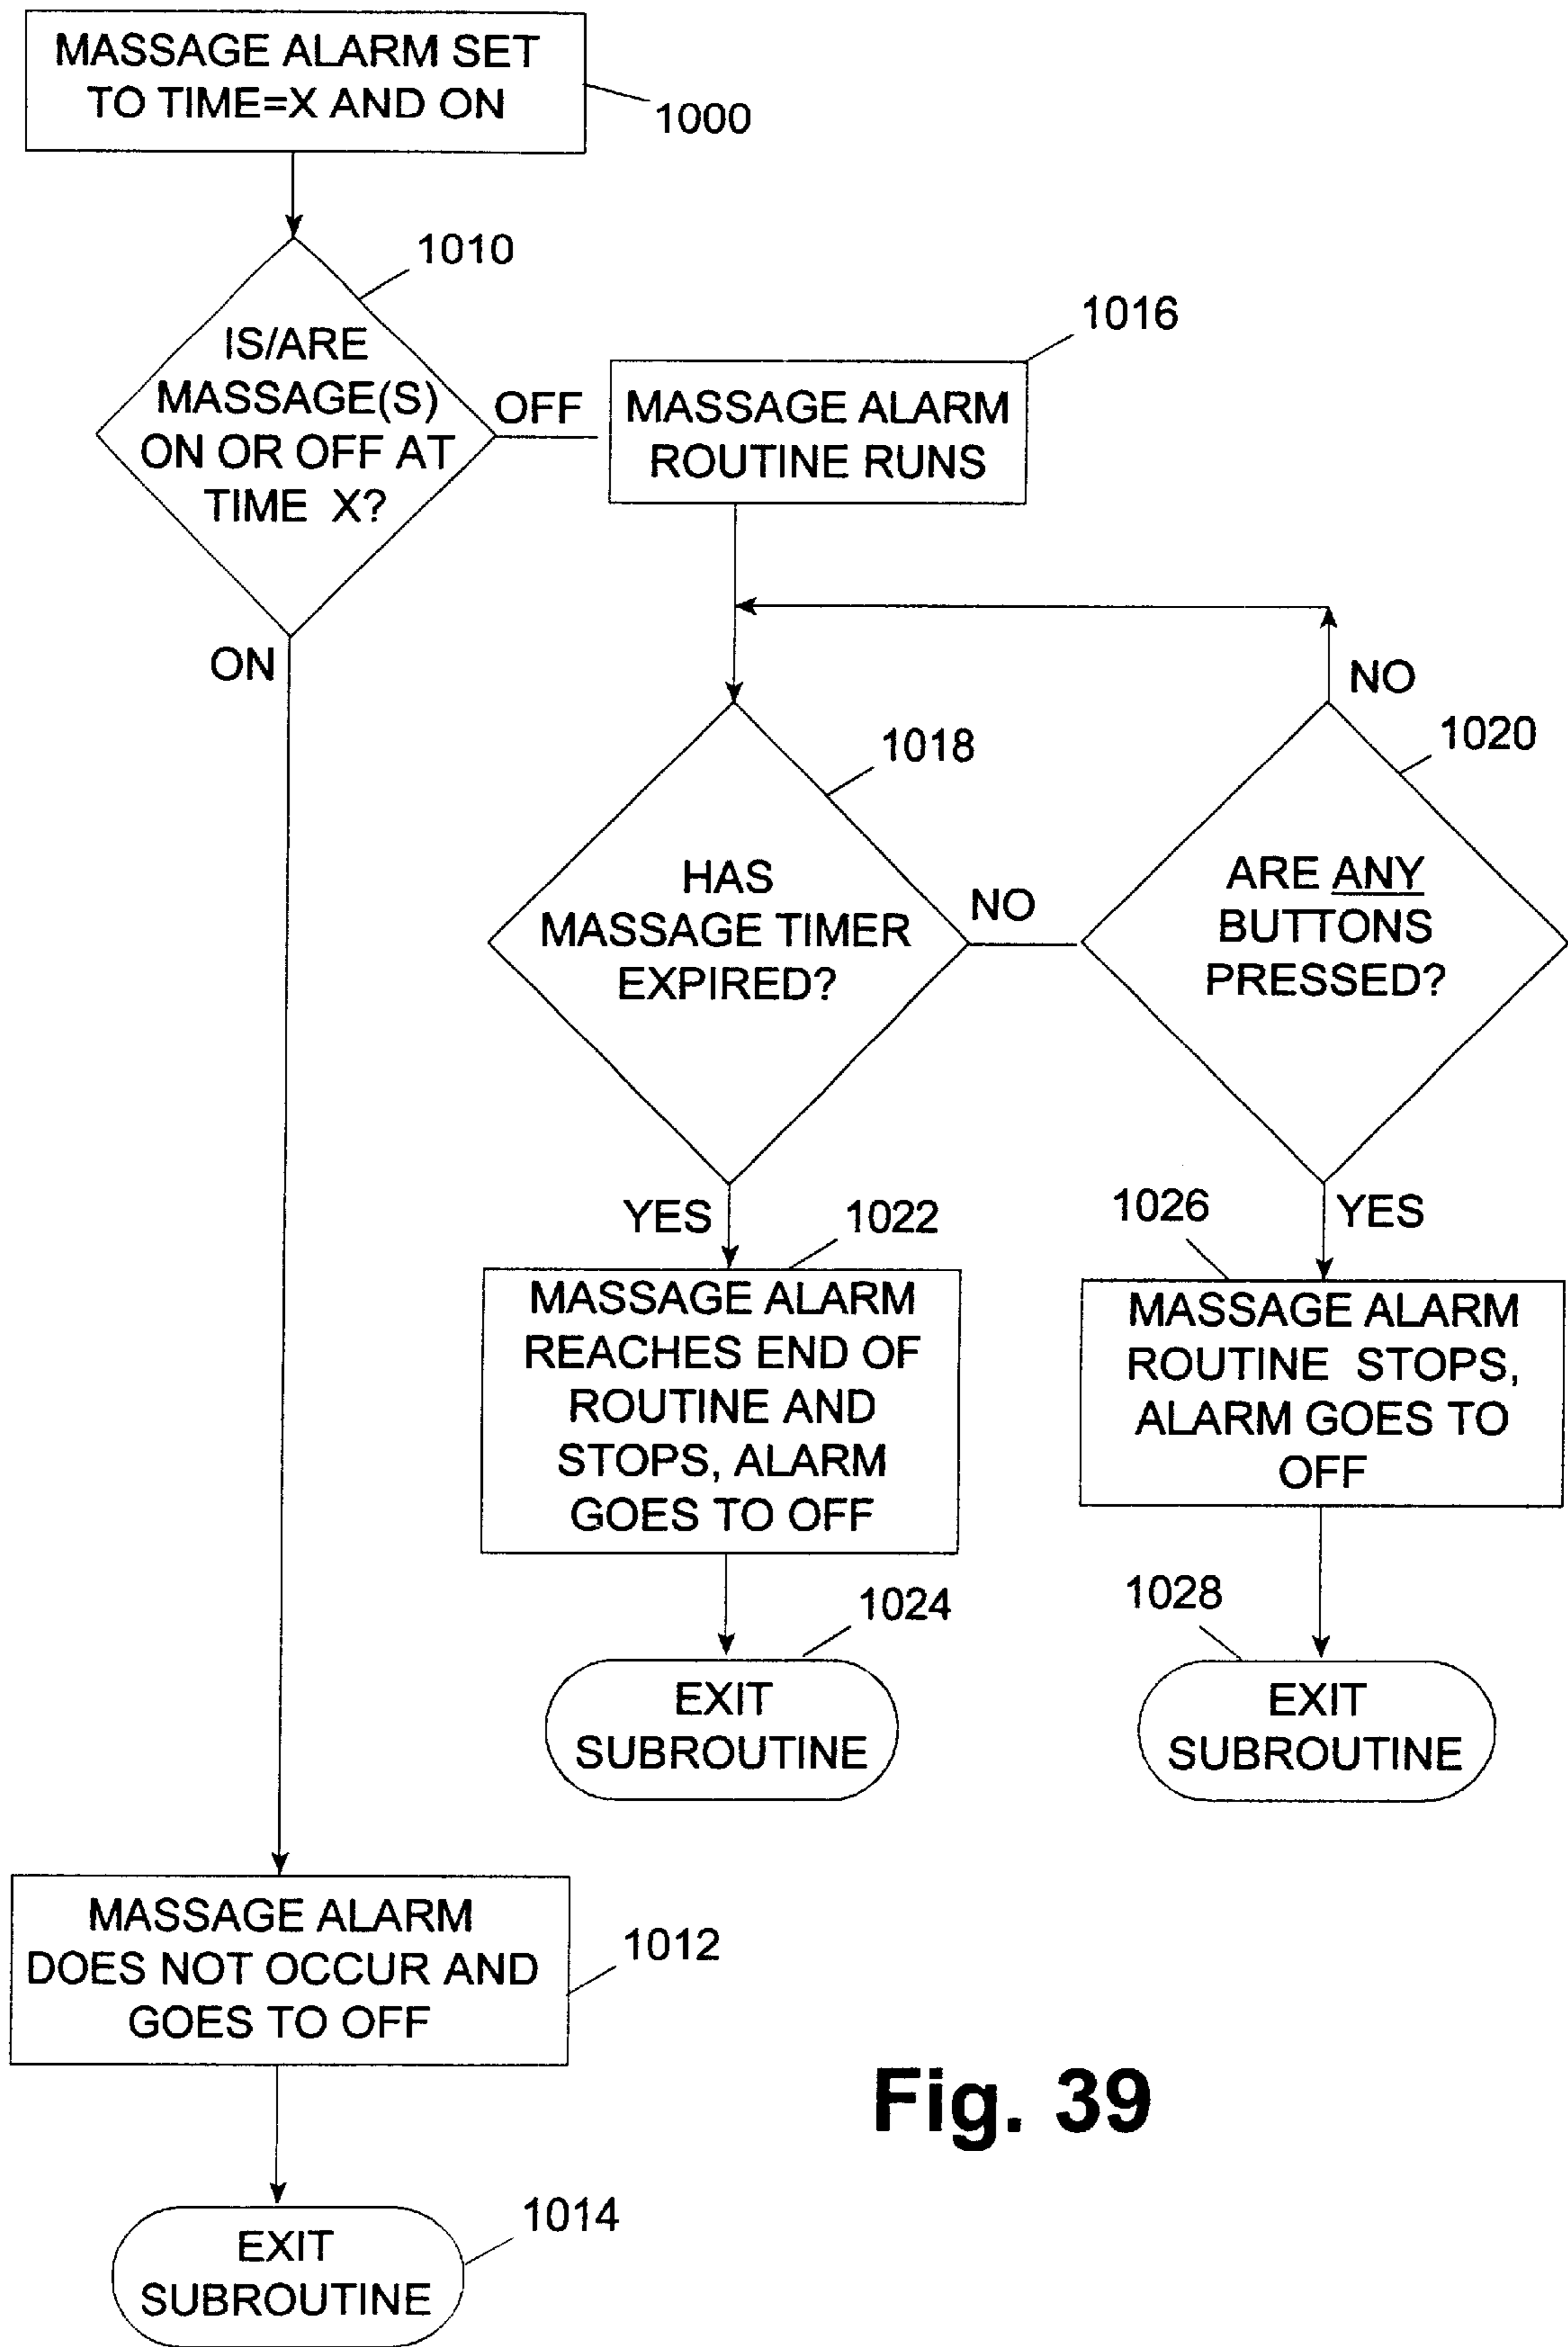 MASSAGE ALARM SET
TO TIME=X AND ON
1000
1010
IS/ARE
MASSAGE(S)
ON OR OFF AT
TIME X?
OFF
ON
1016
MASSAGE ALARM
ROUTINE RUNS
1018
HAS
MASSAGE TIMER
EXPIRED?
NO
1020
ARE ANY
BUTTONS
PRESSED?
NO
YES
1022
MASSAGE ALARM
REACHES END OF
ROUTINE AND
STOPS, ALARM
GOES TO OFF
1024
EXIT
SUBROUTINE
YES
1026
MASSAGE ALARM
ROUTINE STOPS,
ALARM GOES TO
OFF
1028
EXIT
SUBROUTINE
MASSAGE ALARM
DOES NOT OCCUR AND
GOES TO OFF
1012
EXIT
SUBROUTINE
1014
Fig. 39